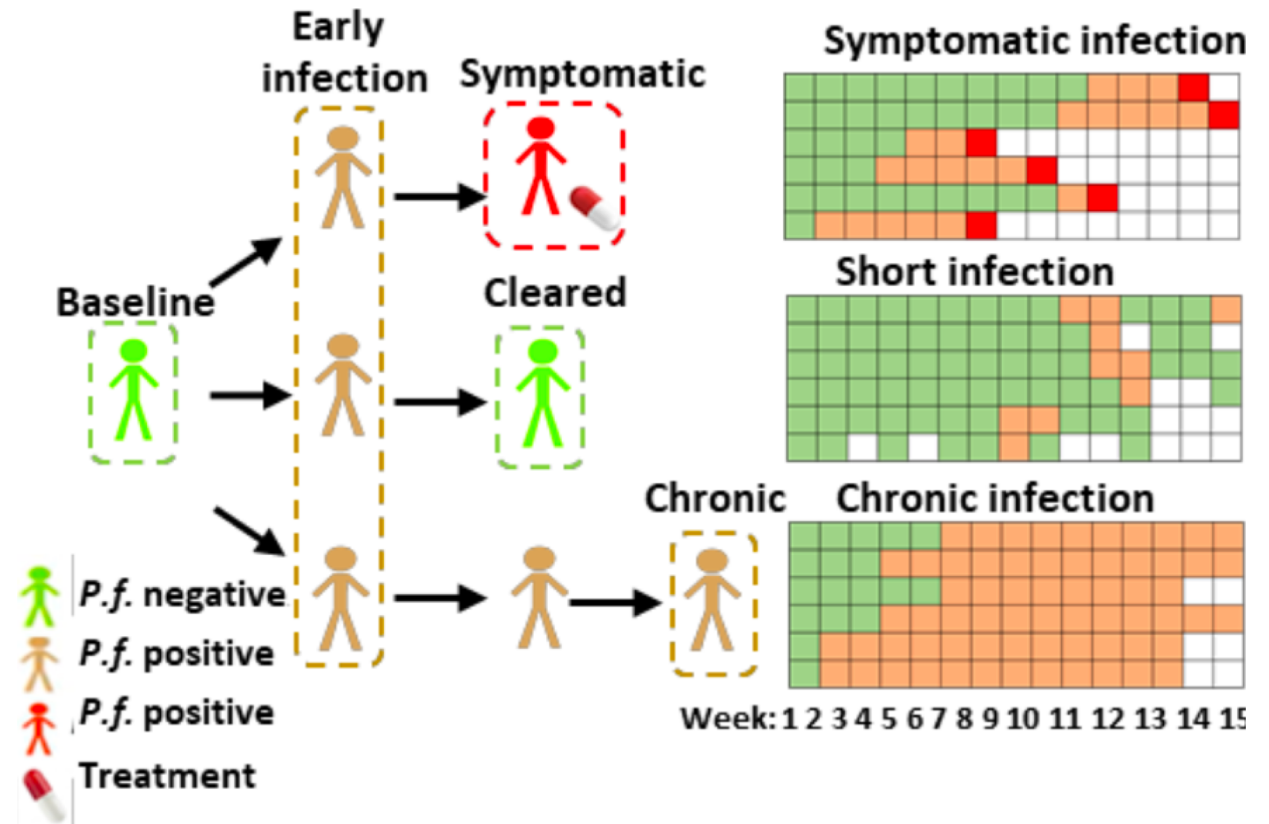 Early
infection
Symptomatic
Baseline
Cleared
Chronic
P.f. negative
P.f. positive
P.f. positive
Treatment
Symptomatic infection
Short infection
Chronic infection
Week: 1 2 3 4 5 6 7 8 9 10 11 12 13 14 15